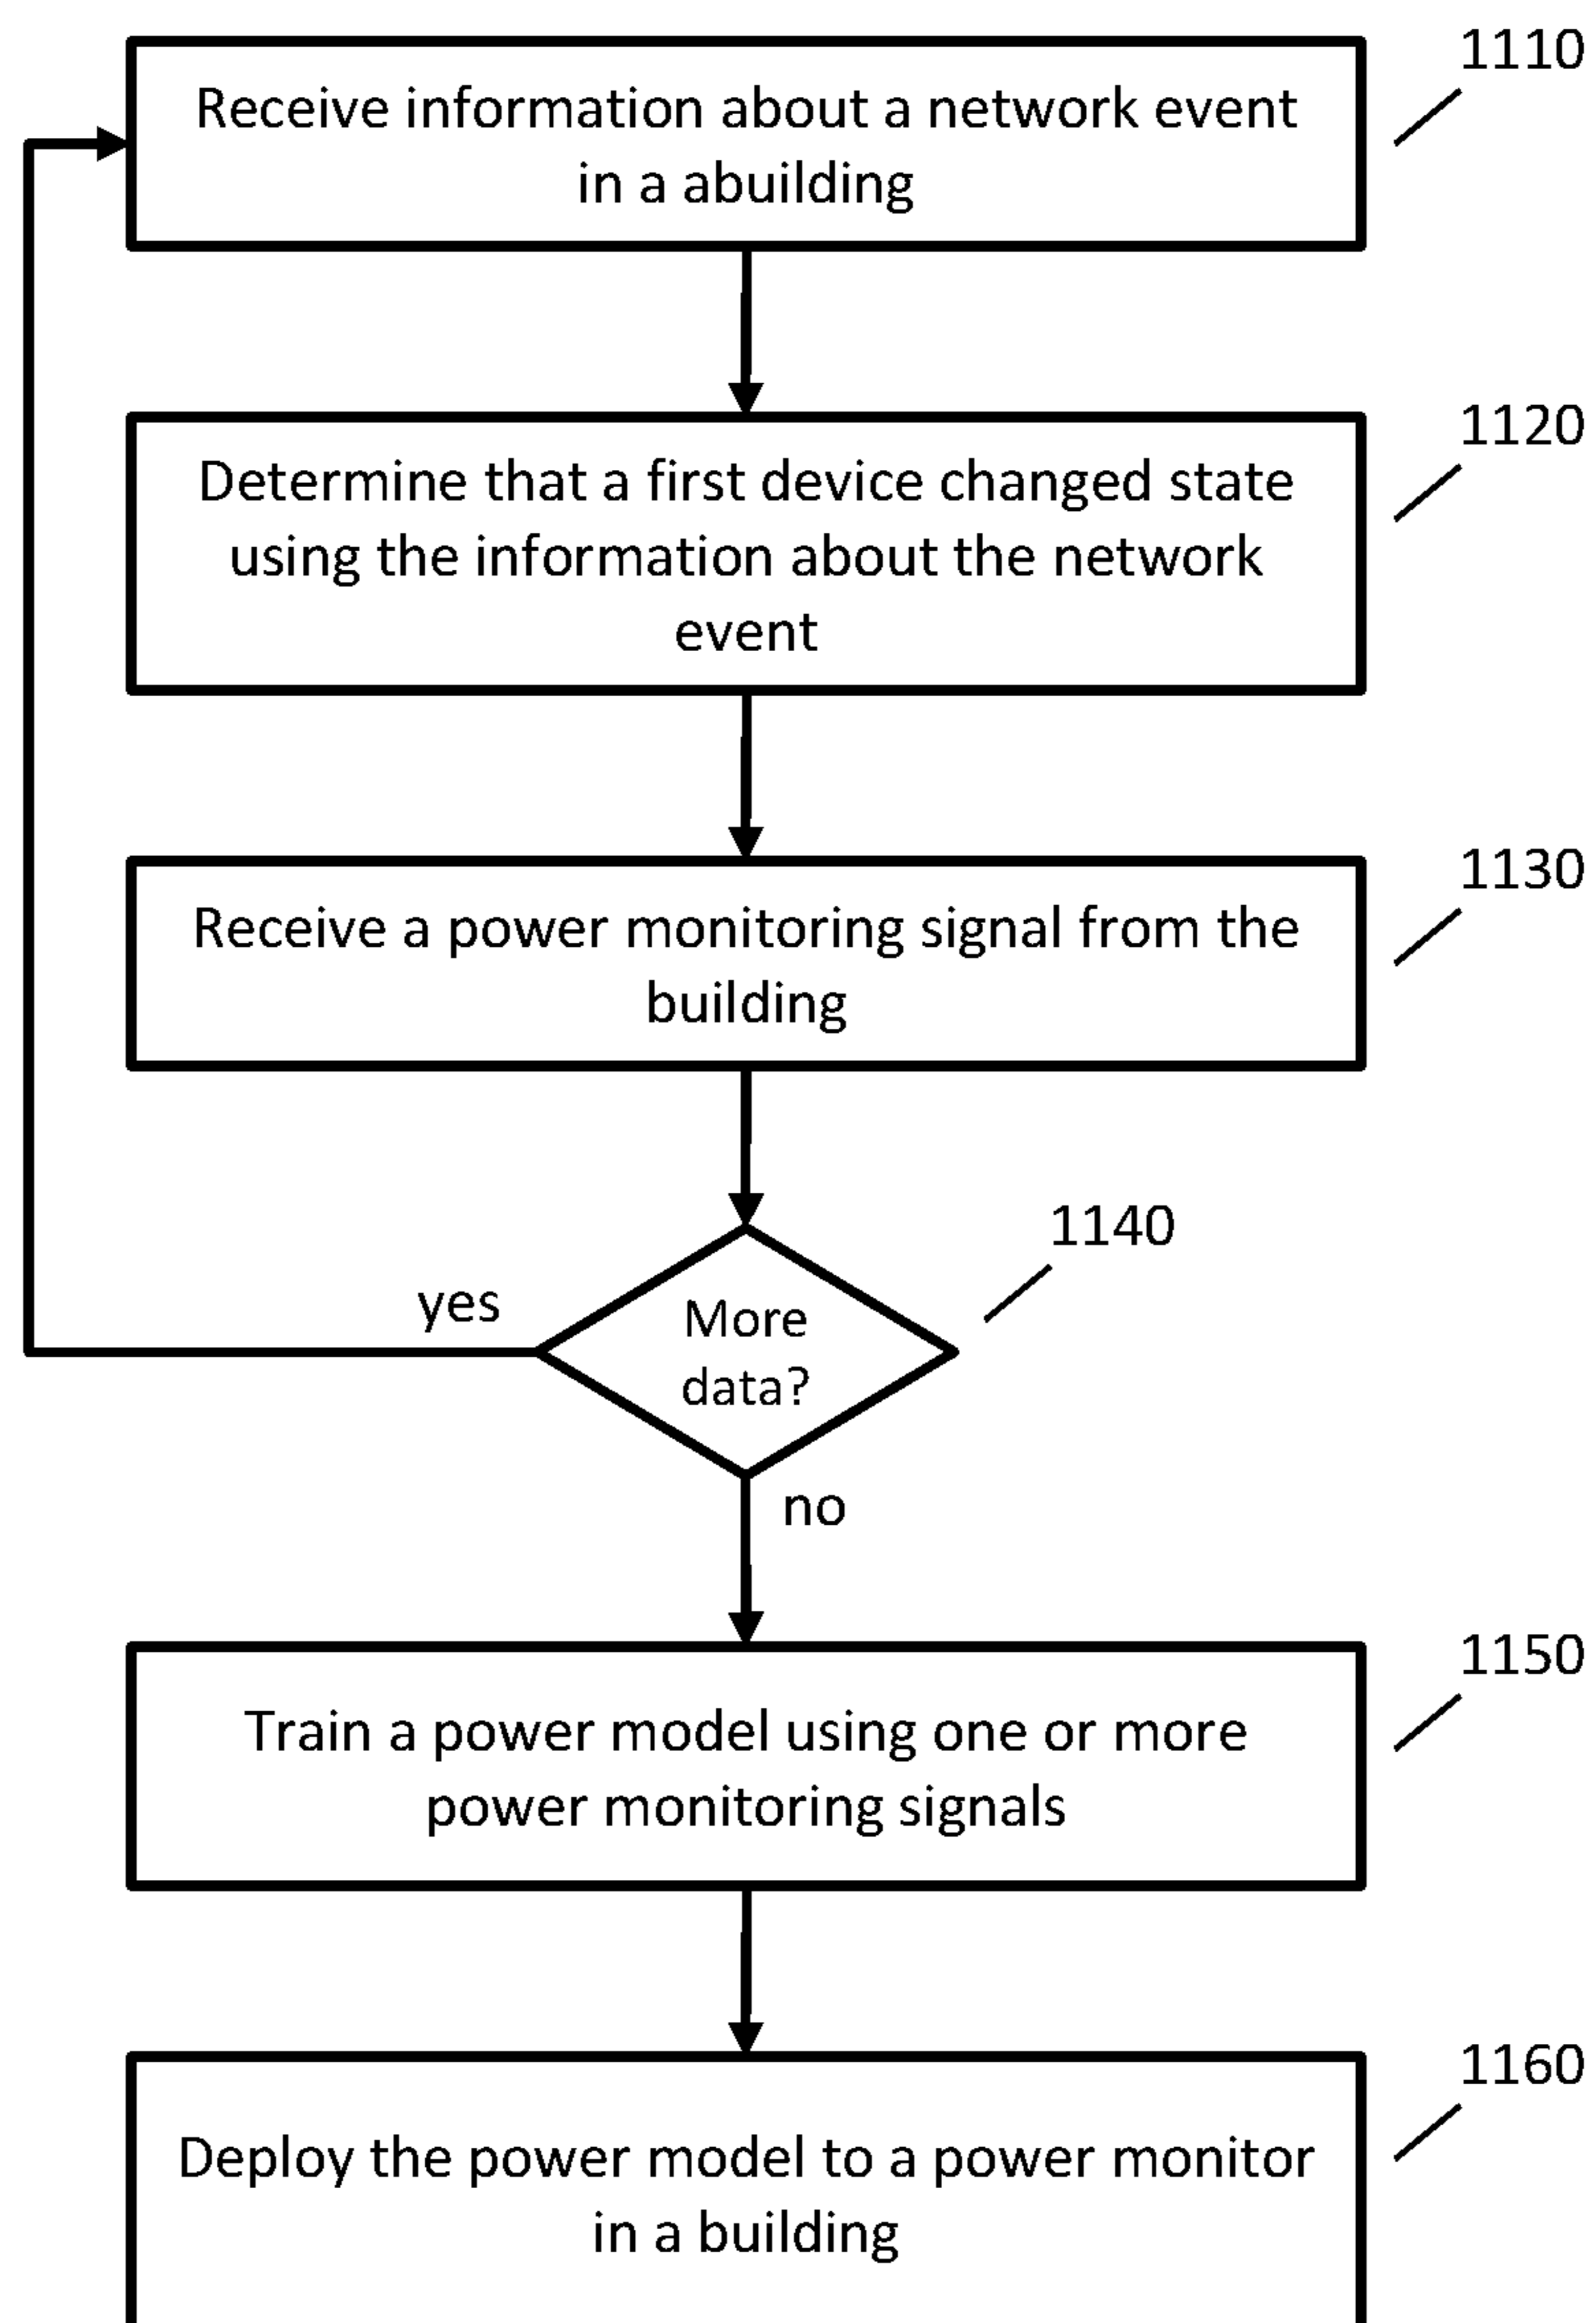 1110
Receive information about a network event
in a abuilding
1120
Determine that a first device changed state
using the information about the network
event
1130
Receive a power monitoring signal from the
building
1140
yes
More
data?
no
1150
Train a power model using one or more
power monitoring signals
1160
Deploy the power model to a power monitor
in a building